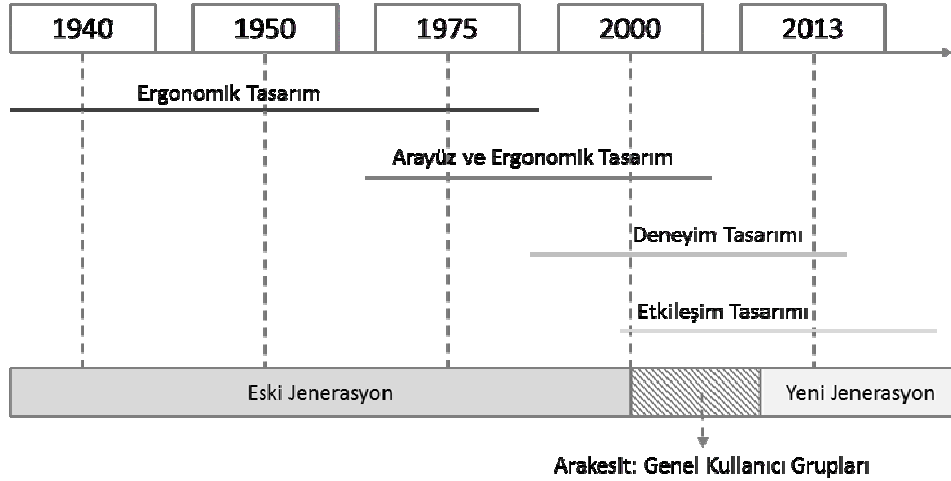 1940 1950 1975 2000 2013
Ergonomik Tasarım
Arayüz ve Ergonomik Tasarım
Deneyim Tasarımı
Etkileşim Tasarımı
Eski Jenerasyon Yeni Jenerasyon
Arakesit: Genel Kullanıcı Grupları